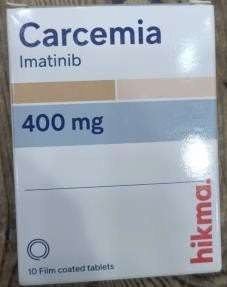 Carcemia
Imatinib
400 mg
hikma.
10 Film coated tablets